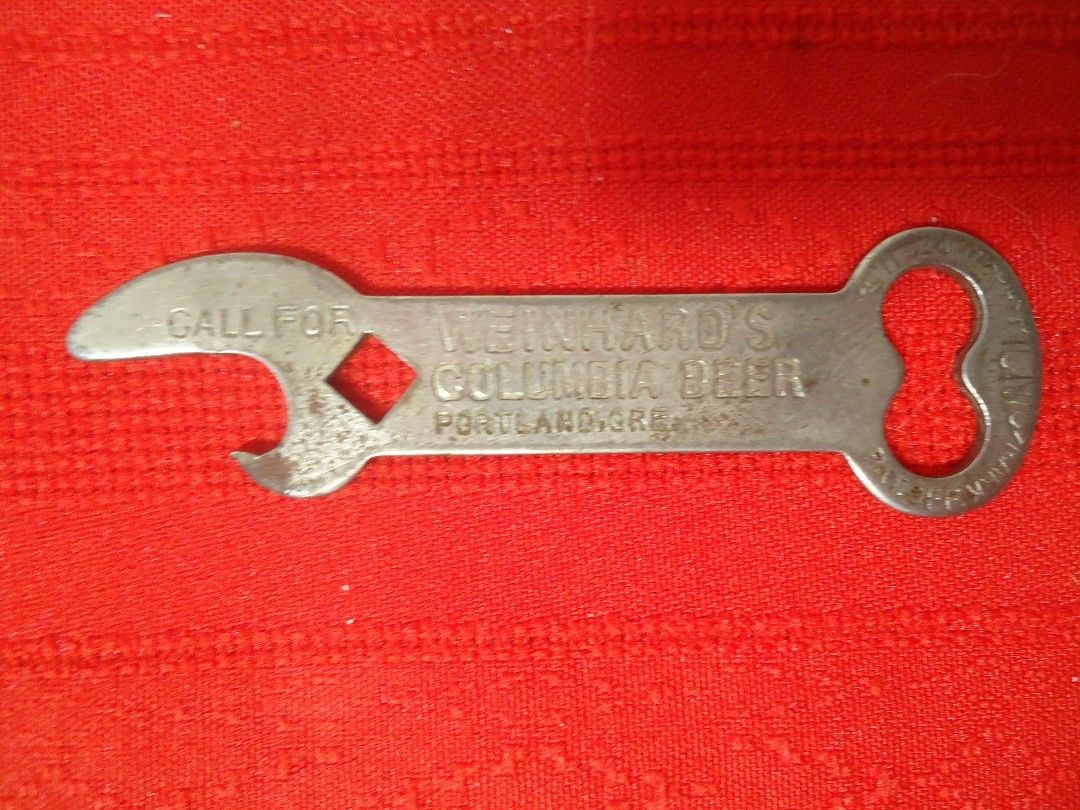 CALL FOR
WEINHARD'S
COLUMBIA BEER
PORTLAND, ORE.